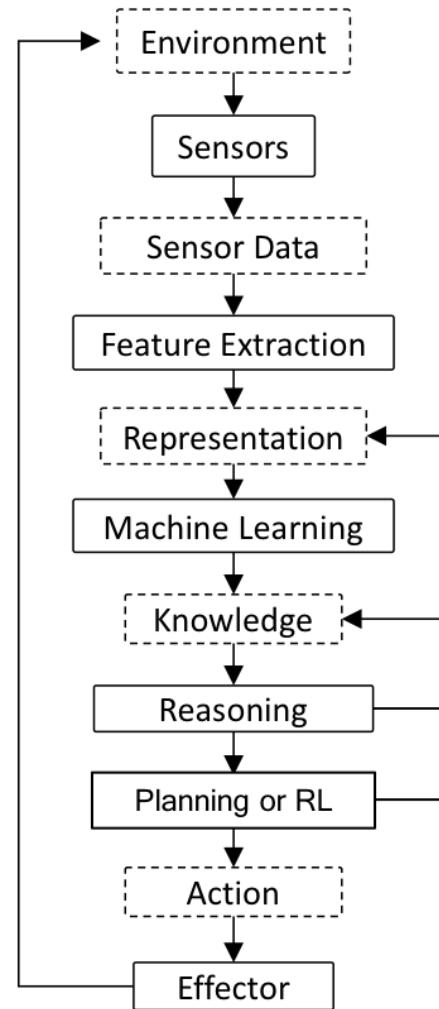 Environment
Sensors
Sensor Data
Feature Extraction
Representation
Machine Learning
Knowledge
Reasoning
Planning or RL
Action
Effector